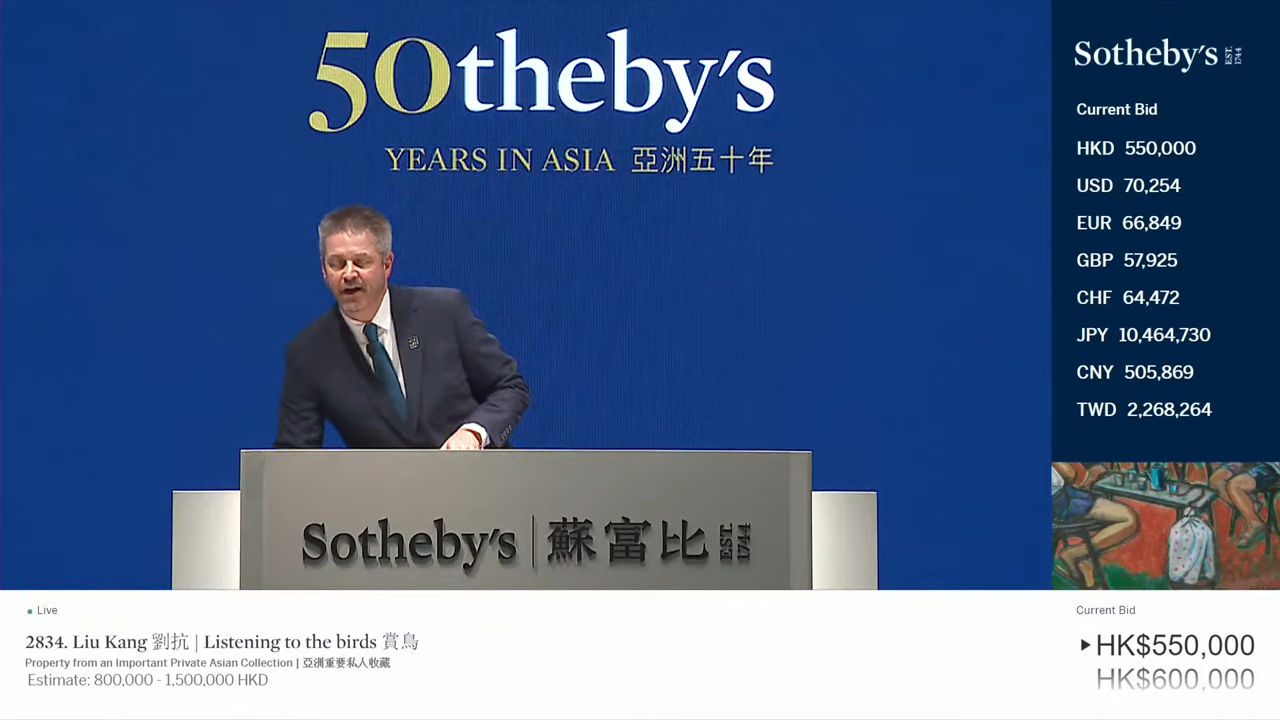 50theby's
YEARS IN ASIA 亞洲五十年
Sotheby's | 蘇富比 EST. 1744
Sotheby's EST. 1744
Current Bid
HKD 550,000
USD 70,254
EUR 66,849
GBP 57,925
CHF 64,472
JPY 10,464,730
CNY 505,869
TWD 2,268,264
Live
2834. Liu Kang 劉抗 | Listening to the birds 賞鳥
Property from an Important Private Asian Collection | 亞洲重要私人收藏
Estimate: 800,000 - 1,500,000 HKD
Current Bid
HK$550,000
HK$600,000